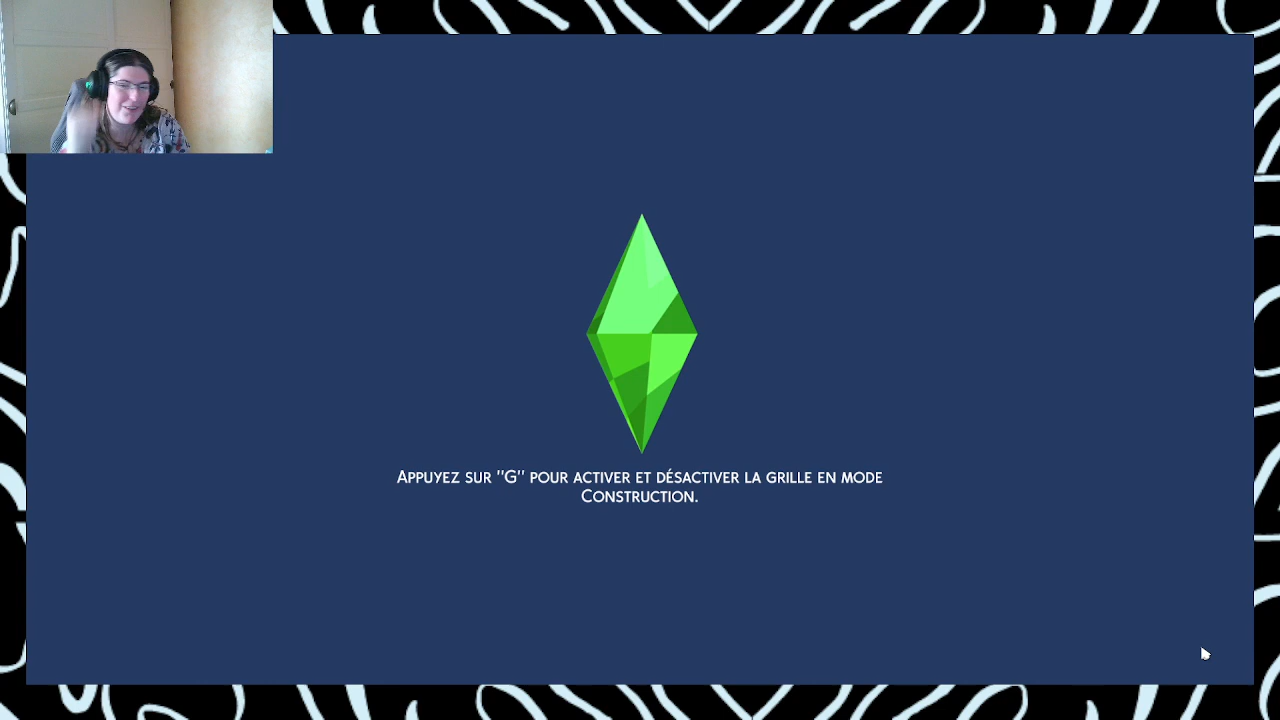 Appuyez sur "G" pour activer et désactiver la grille en mode
Construction.